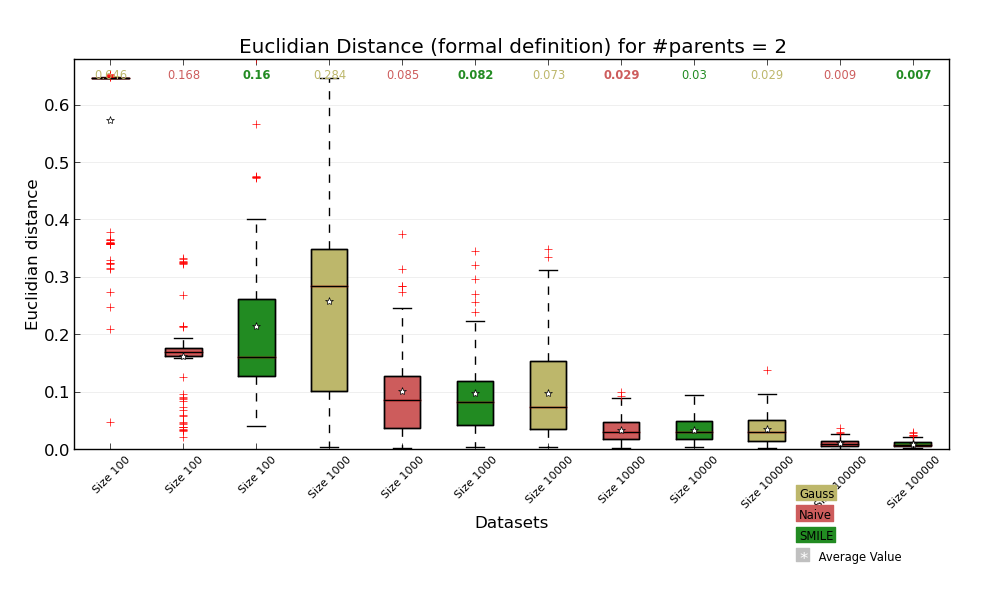 Euclidian Distance (formal definition) for #parents = 2
0.646 0.168 0.16 0.284 0.085 0.082 0.073 0.029 0.03 0.029 0.009 0.007
0.6
0.5
0.4
0.3
0.2
0.1
0.0
Euclidian distance
Size 100 Size 100 Size 100 Size 1000 Size 1000 Size 1000 Size 10000 Size 10000 Size 10000 Size 100000 Size 100000 Size 100000
Datasets
Gauss
Naive
SMILE
Average Value